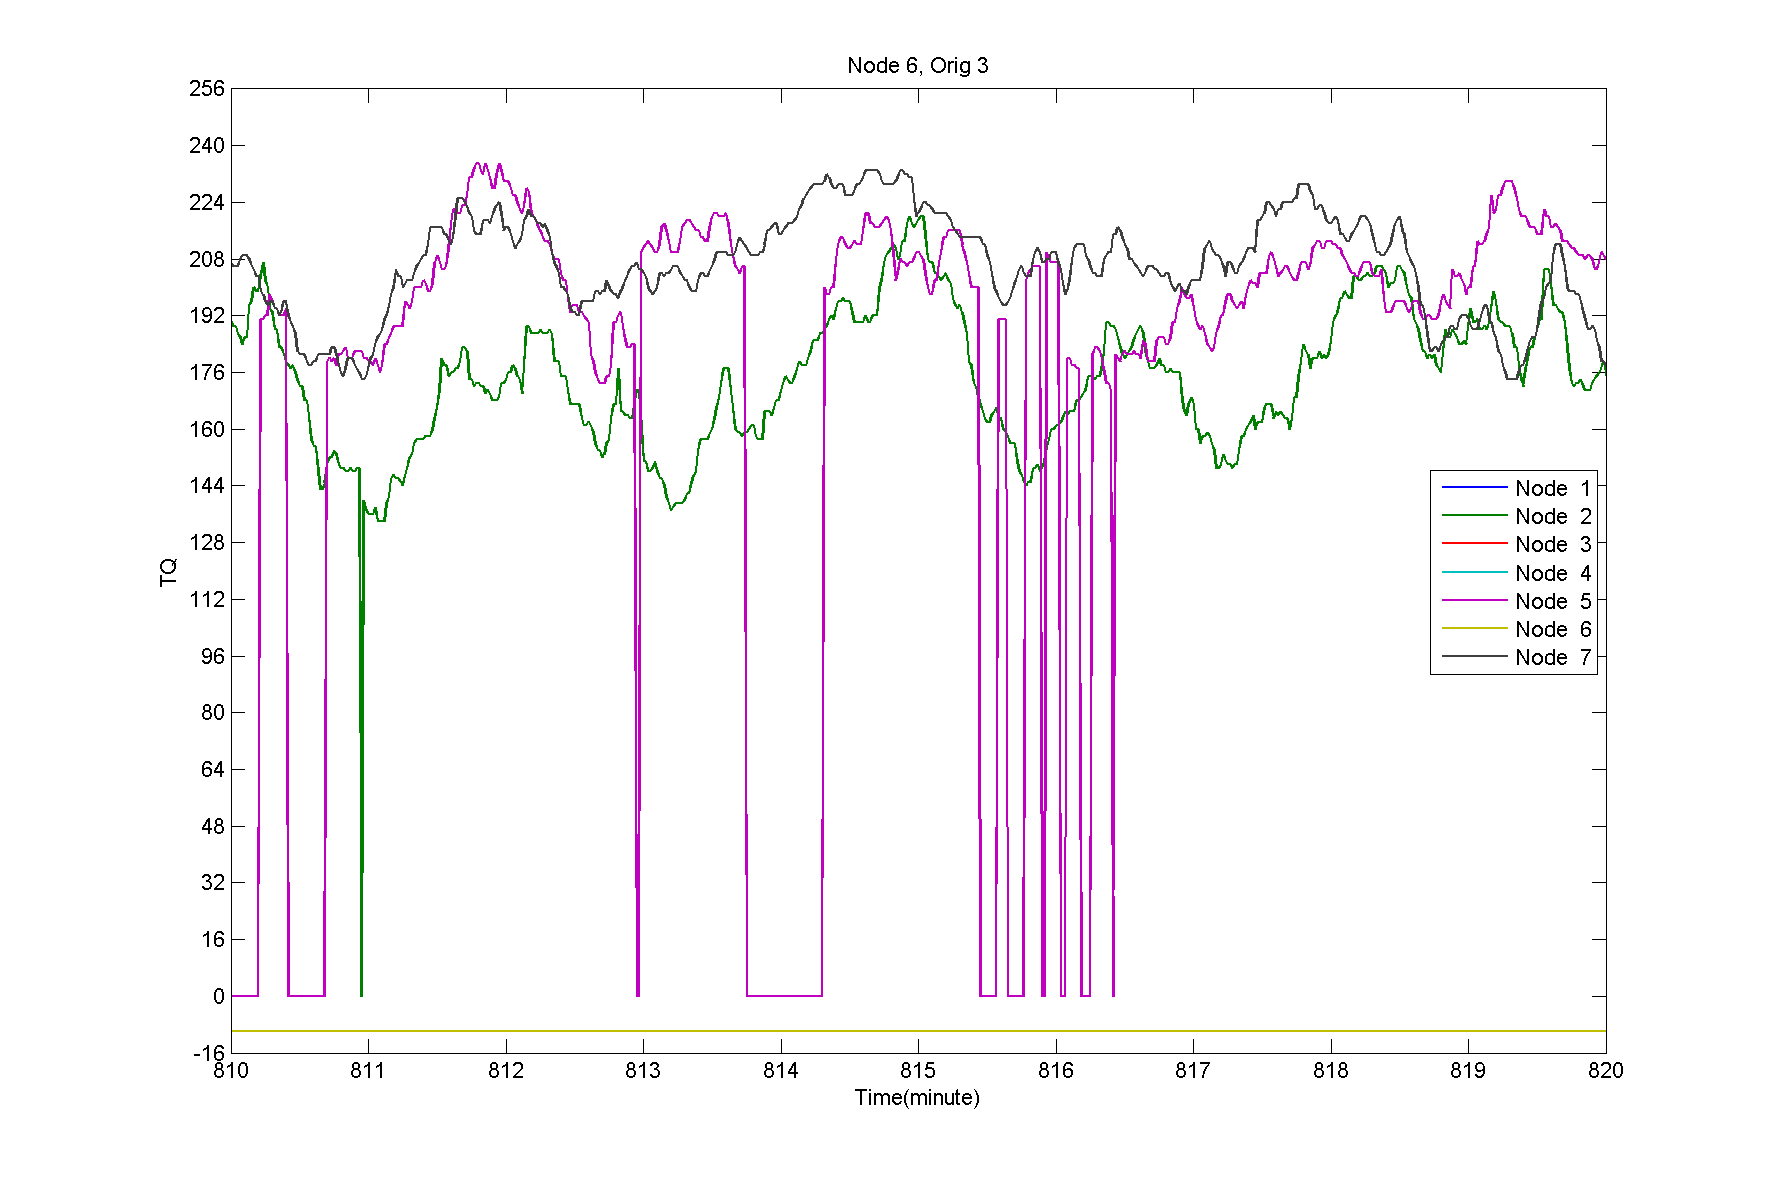 Node 6, Orig 3
256
240
224
208
192
176
160
144
128
112
96
80
64
48
32
16
0
-16
TQ
Node 1
Node 2
Node 3
Node 4
Node 5
Node 6
Node 7
810 811 812 813 814 815 816 817 818 819 820
Time(minute)